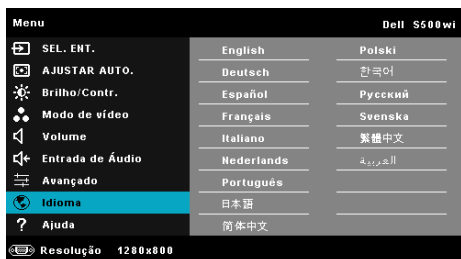 Menu Dell S500wi
SEL. ENT.
AJUSTAR AUTO.
Brilho/Contr.
Modo de vídeo
Volume
Entrada de Áudio
Avançado
Idioma
? Ajuda
English
Deutsch
Español
Français
Italiano
Nederlands
Português
日本語
简体中文
Polski
한국어
Русский
Svenska
繁體中文
العربية
Resolução 1280x800